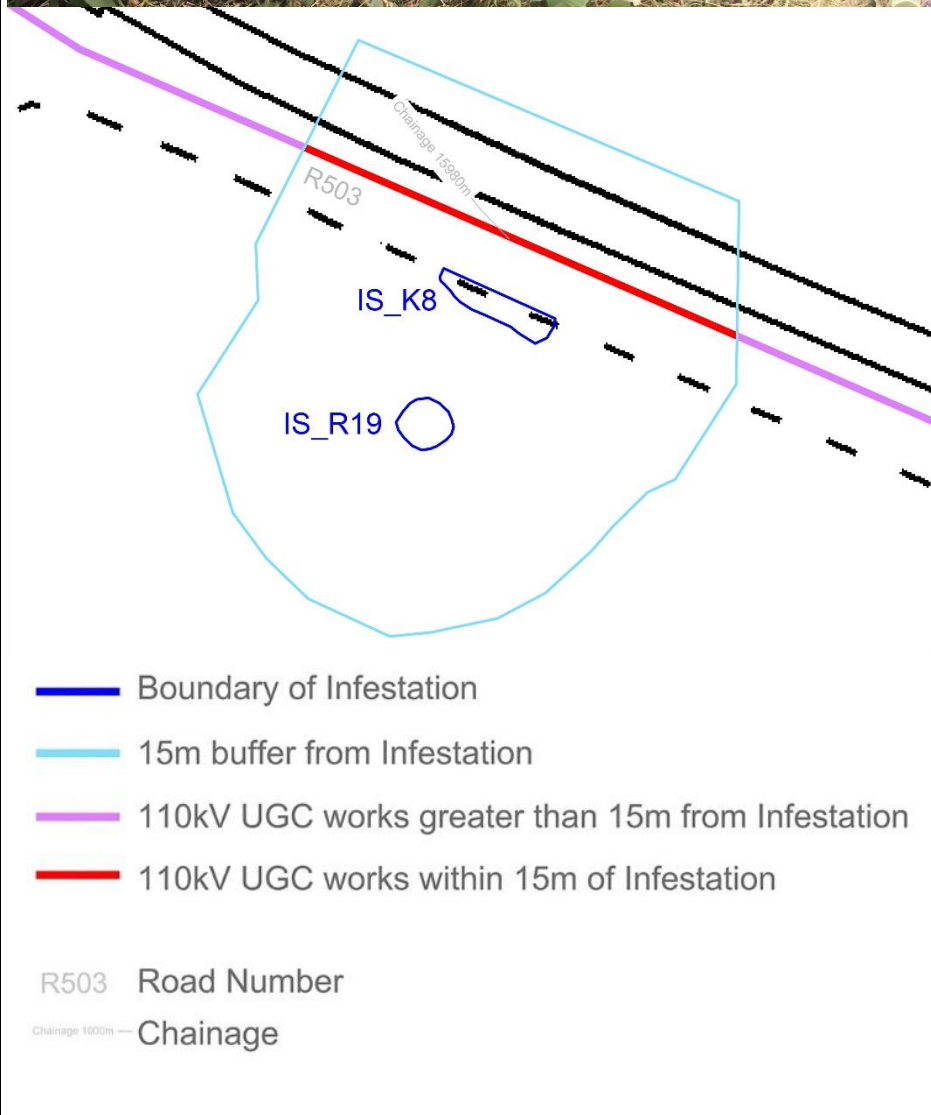 Chainage 15980m
R503
IS_K8
IS_R19
Boundary of Infestation
15m buffer from Infestation
110kV UGC works greater than 15m from Infestation
110kV UGC works within 15m of Infestation
R503 Road Number
Chainage 1000m Chainage